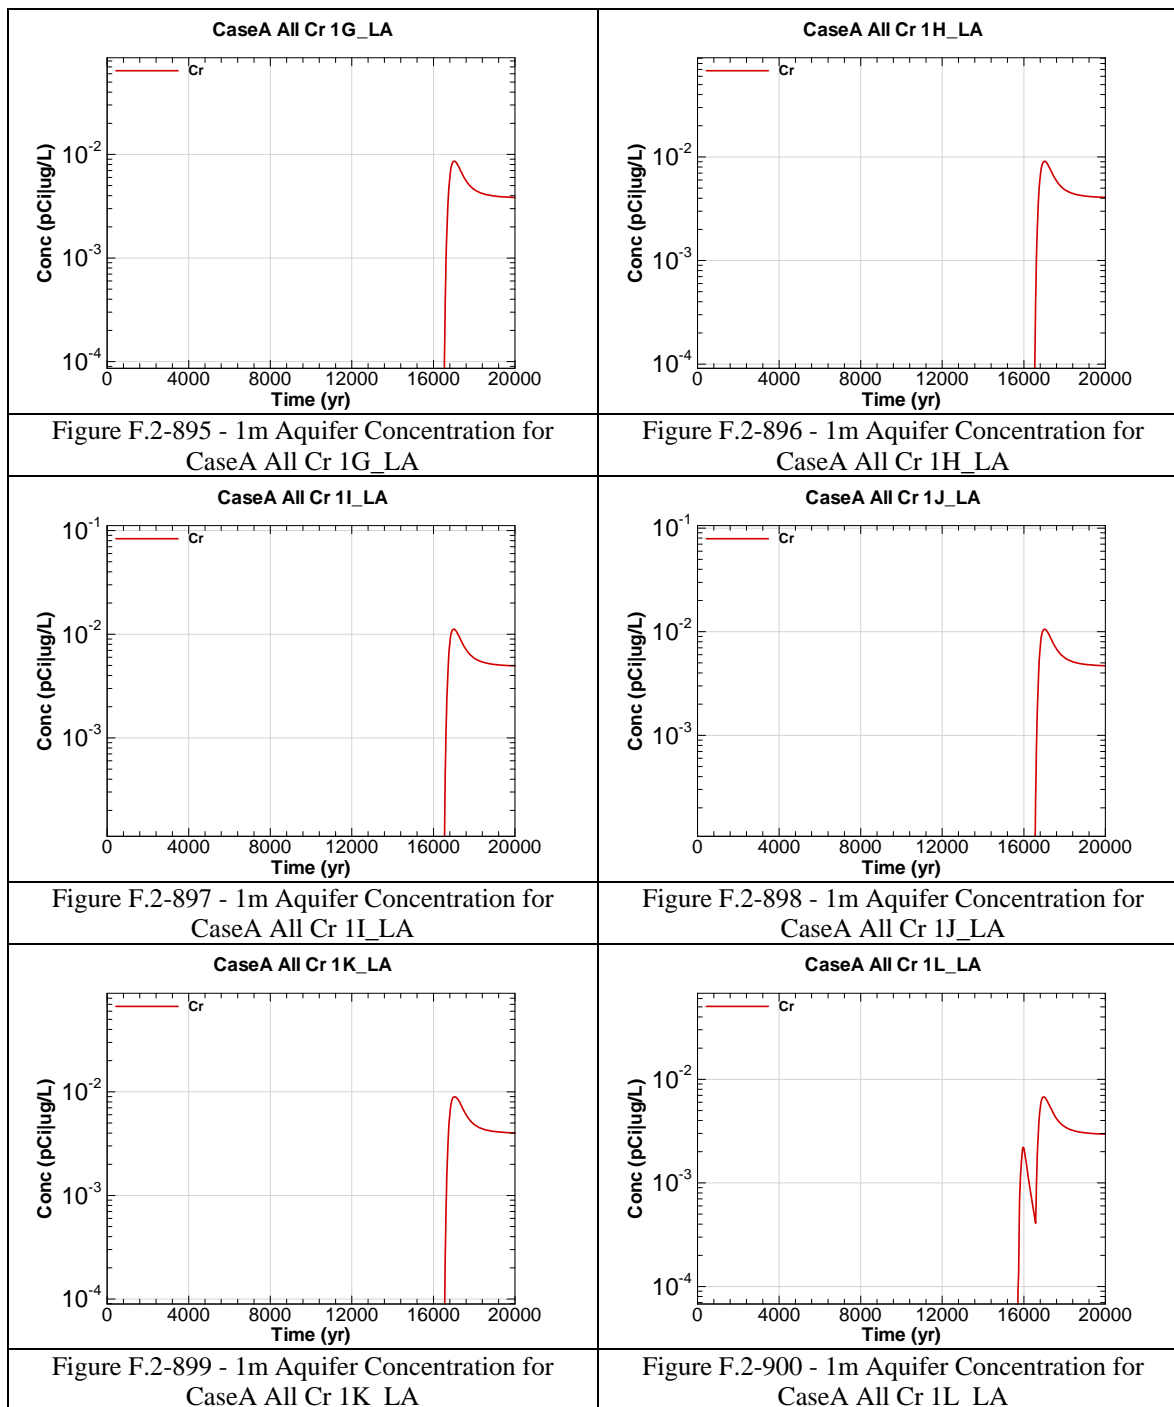 CaseA All Cr 1G_LA
Cr
Conc (pCi|ug/L)
10-2
10-3
10-4
0 4000 8000 12000 16000 20000
Time (yr)
Figure F.2-895 - 1m Aquifer Concentration for
CaseA All Cr 1G_LA
CaseA All Cr 1H_LA
Cr
Conc (pCi|ug/L)
10-2
10-3
10-4
0 4000 8000 12000 16000 20000
Time (yr)
Figure F.2-896 - 1m Aquifer Concentration for
CaseA All Cr 1H_LA
CaseA All Cr 1I_LA
Cr
Conc (pCi|ug/L)
10-1
10-2
10-3
0 4000 8000 12000 16000 20000
Time (yr)
Figure F.2-897 - 1m Aquifer Concentration for
CaseA All Cr 1I_LA
CaseA All Cr 1J_LA
Cr
Conc (pCi|ug/L)
10-1
10-2
10-3
0 4000 8000 12000 16000 20000
Time (yr)
Figure F.2-898 - 1m Aquifer Concentration for
CaseA All Cr 1J_LA
CaseA All Cr 1K_LA
Cr
Conc (pCi|ug/L)
10-2
10-3
10-4
0 4000 8000 12000 16000 20000
Time (yr)
Figure F.2-899 - 1m Aquifer Concentration for
CaseA All Cr 1K_LA
CaseA All Cr 1L_LA
Cr
Conc (pCi|ug/L)
10-2
10-3
10-4
0 4000 8000 12000 16000 20000
Time (yr)
Figure F.2-900 - 1m Aquifer Concentration for
CaseA All Cr 1L_LA